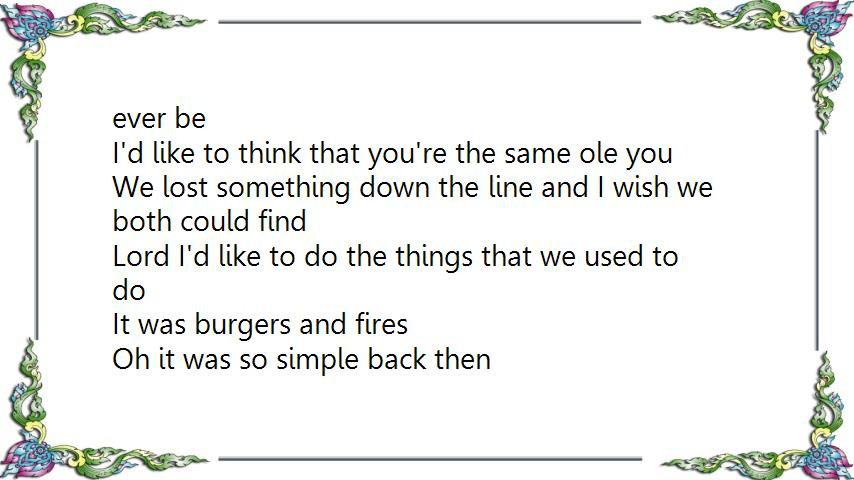 ever be
I'd like to think that you're the same ole you
We lost something down the line and I wish we
both could find
Lord I'd like to do the things that we used to
do
It was burgers and fires
Oh it was so simple back then